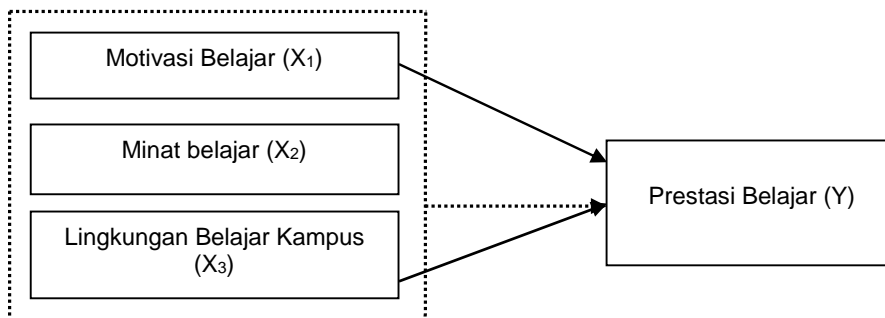 Motivasi Belajar (X₁)
Minat belajar (X₂)
Lingkungan Belajar Kampus
(X₃)
Prestasi Belajar (Y)